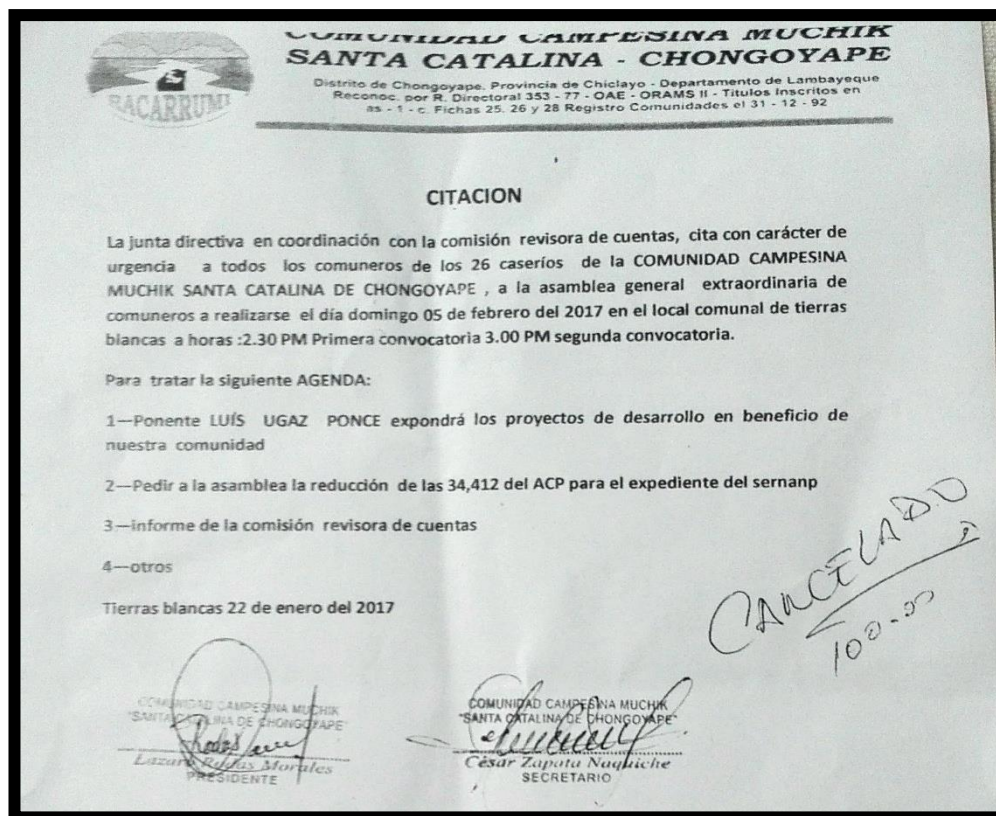 COMUNIDAD CAMPESINA MUCHIK
SANTA CATALINA - CHONGOYAPE
Distrito de Chongoyape. Provincia de Chiclayo - Departamento de Lambayeque
Reconoc. por R. Directoral 353 - 77 - OAE - ORAMS II - Titulos Inscritos en
as - 1 - c. Fichas 25. 26 y 28 Registro Comunidades el 31 - 12 - 92
RACARRUMI
CITACION
La junta directiva en coordinación con la comisión revisora de cuentas, cita con carácter de
urgencia a todos los comuneros de los 26 caseríos de la COMUNIDAD CAMPESINA
MUCHIK SANTA CATALINA DE CHONGOYAPE , a la asamblea general extraordinaria de
comuneros a realizarse el día domingo 05 de febrero del 2017 en el local comunal de tierras
blancas a horas :2.30 PM Primera convocatoria 3.00 PM segunda convocatoria.
Para tratar la siguiente AGENDA:
1—Ponente LUÍS UGAZ PONCE expondrá los proyectos de desarrollo en beneficio de
nuestra comunidad
2—Pedir a la asamblea la reducción de las 34,412 del ACP para el expediente del sernanp
3—informe de la comisión revisora de cuentas
4—otros
Tierras blancas 22 de enero del 2017
CANCELADO
100.00
COMUNIDAD CAMPESINA MUCHIK
"SANTA CATALINA DE CHONGOYAPE"
Lazaro Rodas Morales
PRESIDENTE
COMUNIDAD CAMPESINA MUCHIK
"SANTA CATALINA DE CHONGOYAPE"
César Zapata Naquiche
SECRETARIO